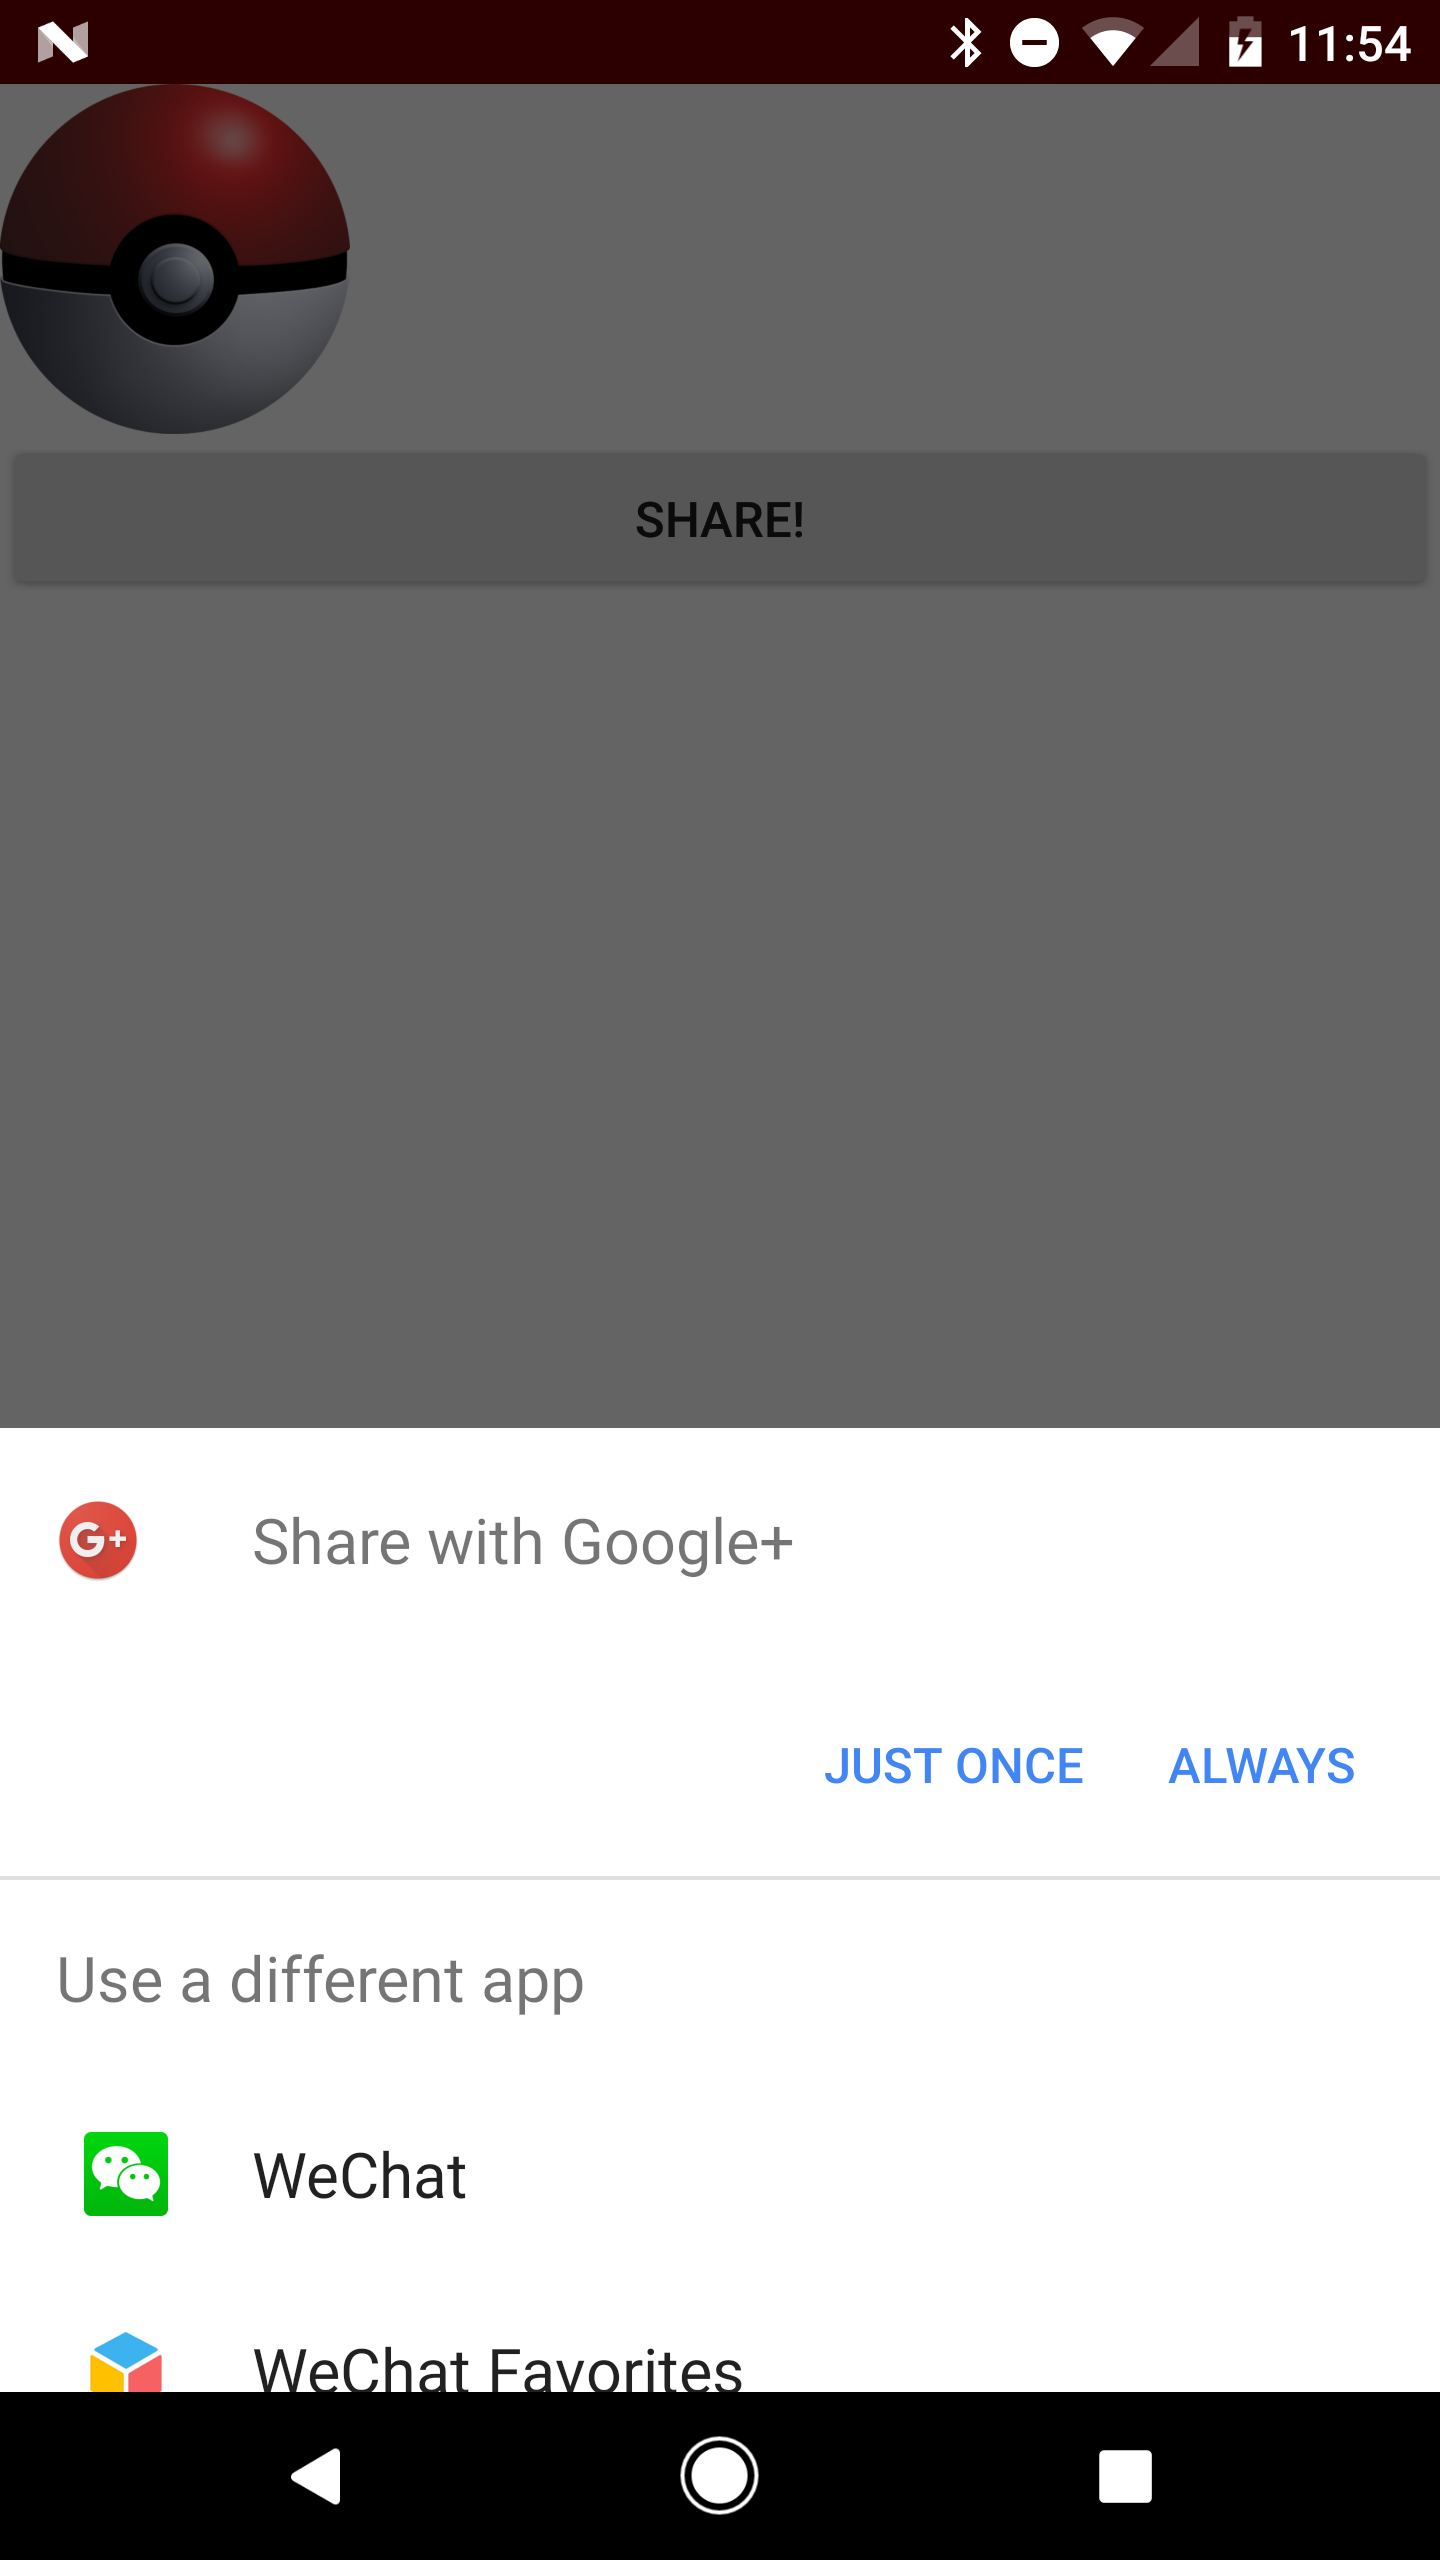 11:54
SHARE!
G+
Share with Google+
JUST ONCE
ALWAYS
Use a different app
WeChat
WeChat Favorites